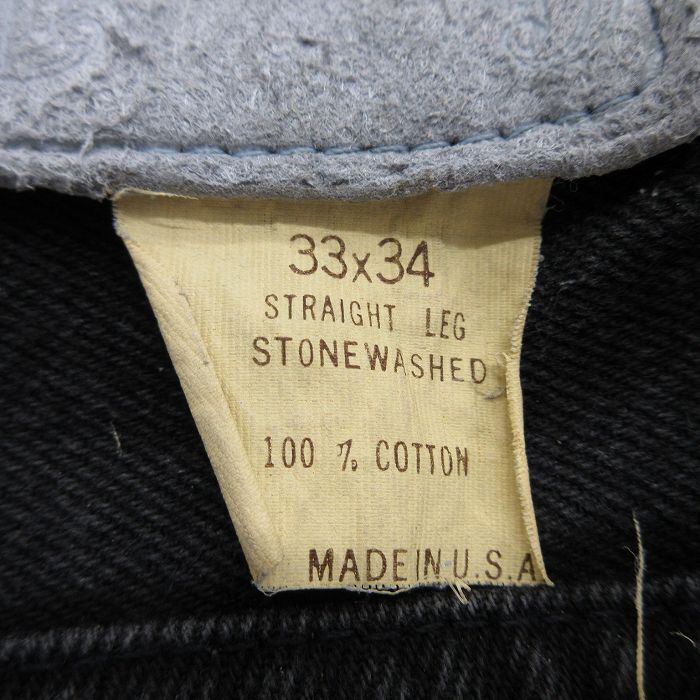 33x34
STRAIGHT LEG
STONEWASHED
100 % COTTON
MADE IN U.S.A